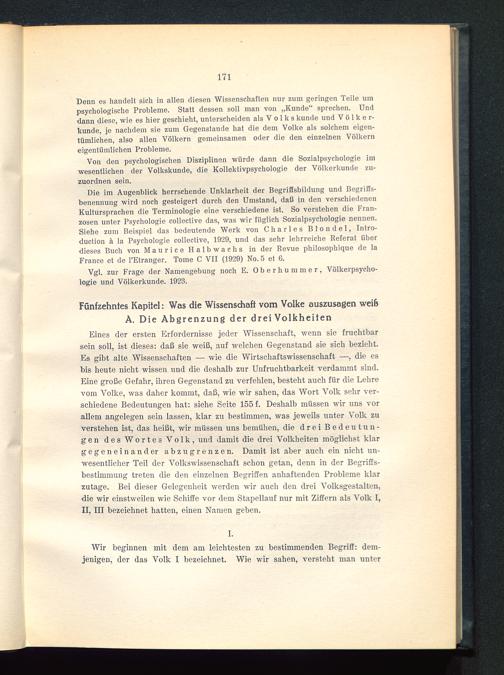 171
Denn es handelt sich in allen diesen Wissenschaften nur zum geringen Teile um
psychologische Probleme. Statt dessen soll man von „Kunde" sprechen. Und
dann diese, wie es hier geschieht, unterscheiden als Volkskunde und Völker-
kunde, je nachdem sie zum Gegenstande hat die dem Volke als solchem eigen-
tümlichen, also allen Völkern gemeinsamen oder die den einzelnen Völkern
eigentümlichen Probleme.
Von den psychologischen Disziplinen würde dann die Sozialpsychologie im
wesentlichen der Volkskunde, die Kollektivpsychologie der Völkerkunde zu-
zuordnen sein.
Die im Augenblick herrschende Unklarheit der Begriffsbildung und Begriffs-
benennung wird noch gesteigert durch den Umstand, daß in den verschiedenen
Kultursprachen die Terminologie eine verschiedene ist. So verstehen die Fran-
zosen unter Psychologie collective das, was wir füglich Sozialpsychologie nennen.
Siehe zum Beispiel das bedeutende Werk von Charles Blondel, Intro-
duction à la Psychologie collective, 1929, und das sehr lehrreiche Referat über
dieses Buch von Maurice Halbwachs in der Revue philosophique de la
France et de l'Etranger. Tome C VII (1929) No. 5 et 6.
Vgl. zur Frage der Namengebung noch E. Oberhummer, Völkerpsycho-
logie und Völkerkunde. 1923.
Fünfzehntes Kapitel: Was die Wissenschaft vom Volke auszusagen weiß
A. Die Abgrenzung der drei Volkheiten
Eines der ersten Erfordernisse jeder Wissenschaft, wenn sie fruchtbar
sein soll, ist dieses: daß sie weiß, auf welchen Gegenstand sie sich bezieht.
Es gibt alte Wissenschaften — wie die Wirtschaftswissenschaft —, die es
bis heute nicht wissen und die deshalb zur Unfruchtbarkeit verdammt sind.
Eine große Gefahr, ihren Gegenstand zu verfehlen, besteht auch für die Lehre
vom Volke, was daher kommt, daß, wie wir sahen, das Wort Volk sehr ver-
schiedene Bedeutungen hat: siehe Seite 155 f. Deshalb müssen wir uns vor
allem angelegen sein lassen, klar zu bestimmen, was jeweils unter Volk zu
verstehen ist, das heißt, wir müssen uns bemühen, die drei Bedeutun-
gen des Wortes Volk, und damit die drei Volkheiten möglichst klar
gegeneinander abzugrenzen. Damit ist aber auch ein nicht un-
wesentlicher Teil der Volkswissenschaft schon getan, denn in der Begriffs-
bestimmung treten die den einzelnen Begriffen anhaftenden Probleme klar
zutage. Bei dieser Gelegenheit werden wir auch den drei Volksgestalten,
die wir einstweilen wie Schiffe vor dem Stapellauf nur mit Ziffern als Volk I,
II, III bezeichnet hatten, einen Namen geben.
I.
Wir beginnen mit dem am leichtesten zu bestimmenden Begriff: dem-
jenigen, der das Volk I bezeichnet. Wie wir sahen, versteht man unter